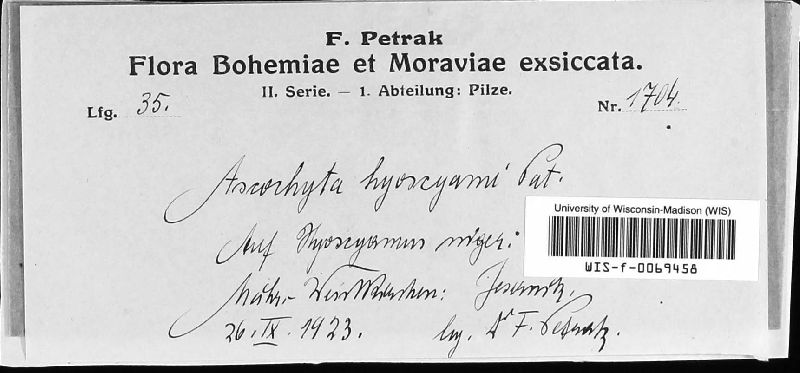 F. Petrak
Flora Bohemiae et Moraviae exsiccata.
II. Serie. — 1. Abteilung: Pilze.
Lfg. 35. Nr. 1704.
Ascochyta hyoscyami Pat.
Auf Hyoscyamus niger:
Mähr.-Weisskirchen: Jesernik,
26. IX. 1923. lg. Dr F. Petrak.
University of Wisconsin-Madison (WIS)
WIS-f-0069458